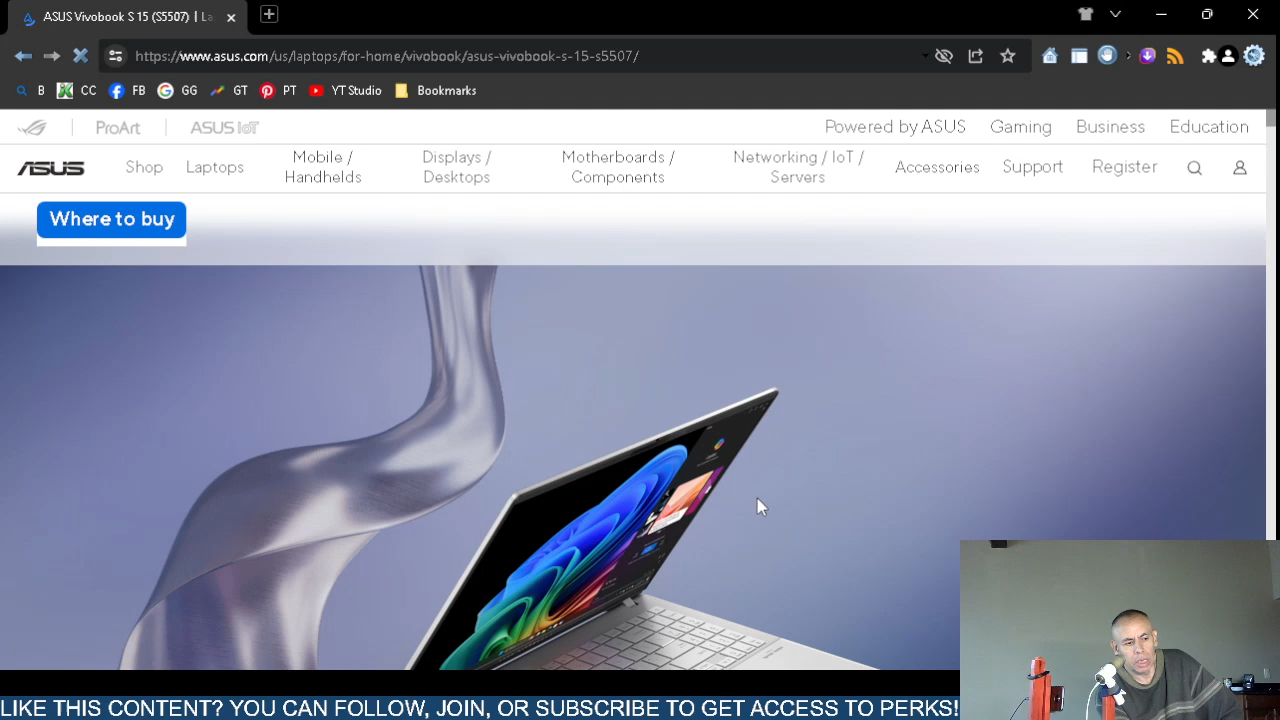 ASUS Vivobook S 15 (S5507) | La
https://www.asus.com/us/laptops/for-home/vivobook/asus-vivobook-s-15-s5507/
B CC FB GG GT PT YT Studio Bookmarks
ProArt ASUS IoT Powered by ASUS Gaming Business Education
ASUS Shop Laptops Mobile / Handhelds Displays / Desktops Motherboards / Components Networking / IoT / Servers Accessories Support Register
Where to buy
LIKE THIS CONTENT? YOU CAN FOLLOW, JOIN, OR SUBSCRIBE TO GET ACCESS TO PERKS!